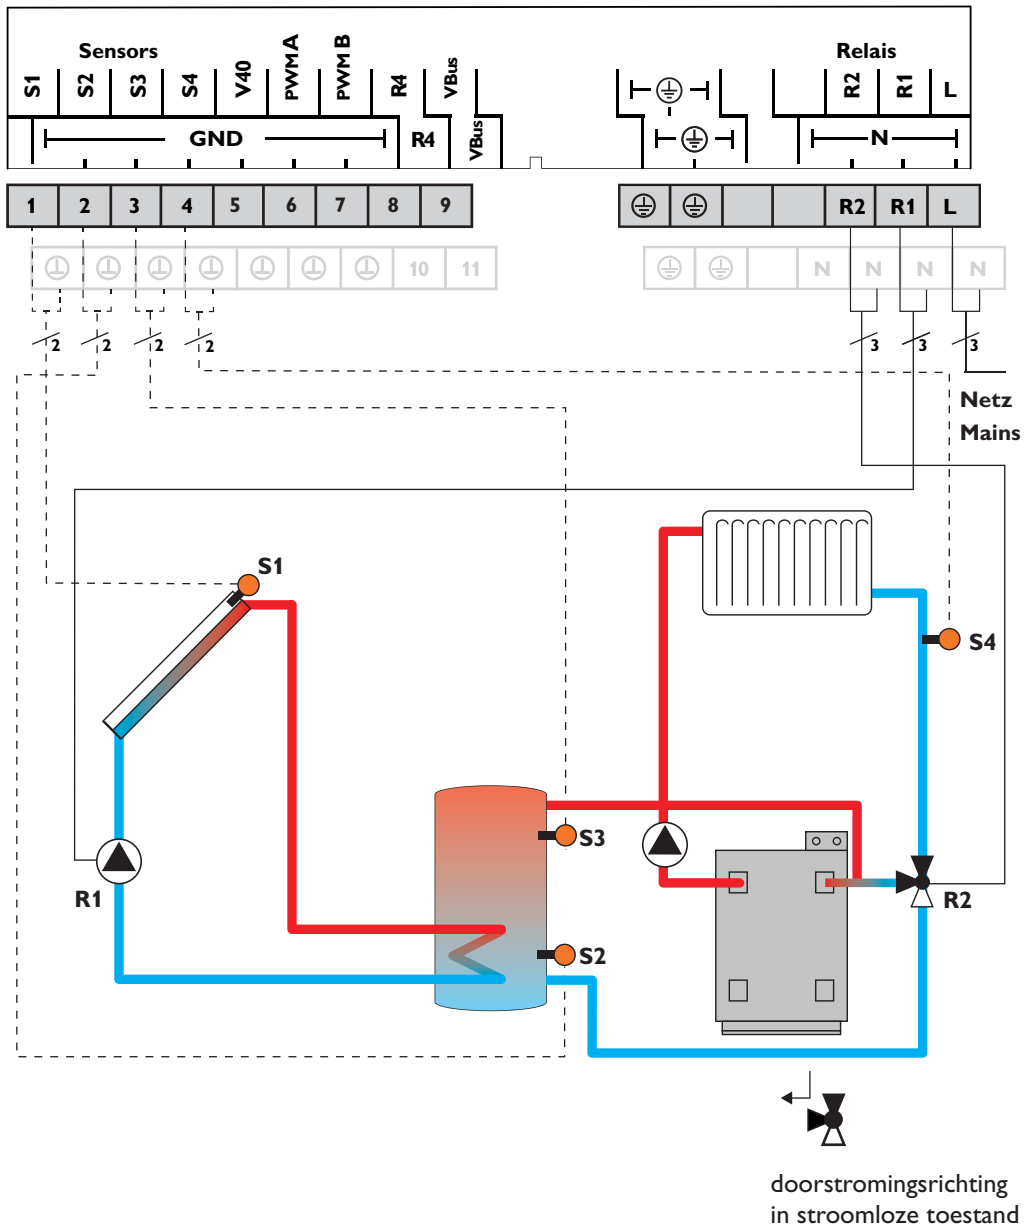 Sensors
Relais
S1 S2 S3 S4 V40 PWM A PWM B R4 VBus R2 R1 L
GND R4 VBus N
1 2 3 4 5 6 7 8 9 R2 R1 L
10 11 N N N N
2 2 2 2 3 3 3
Netz
Mains
S1
S4
S3
R1
R2
S2
doorstromingsrichting
in stroomloze toestand